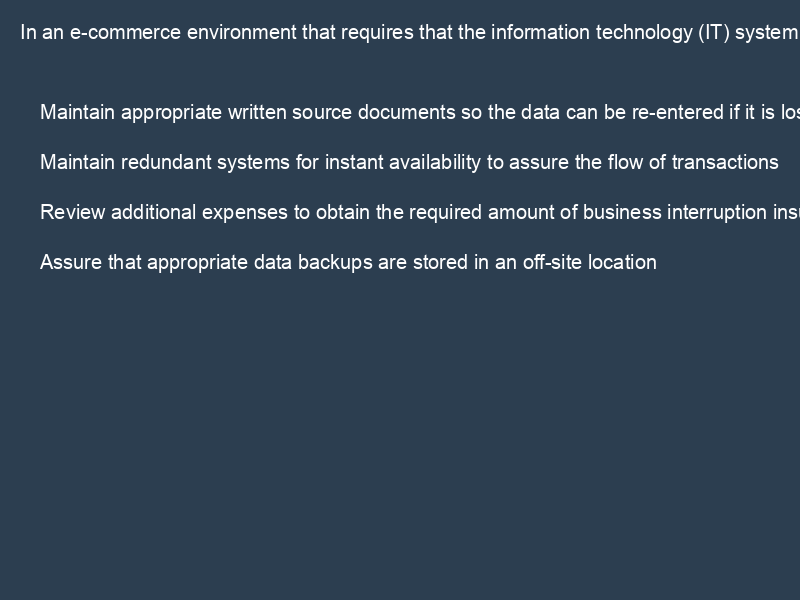 In an e-commerce environment that requires that the information technology (IT) system
Maintain appropriate written source documents so the data can be re-entered if it is
Maintain redundant systems for instant availability to assure the flow of transactions
Review additional expenses to obtain the required amount of business interruption
Assure that appropriate data backups are stored in an off-site location